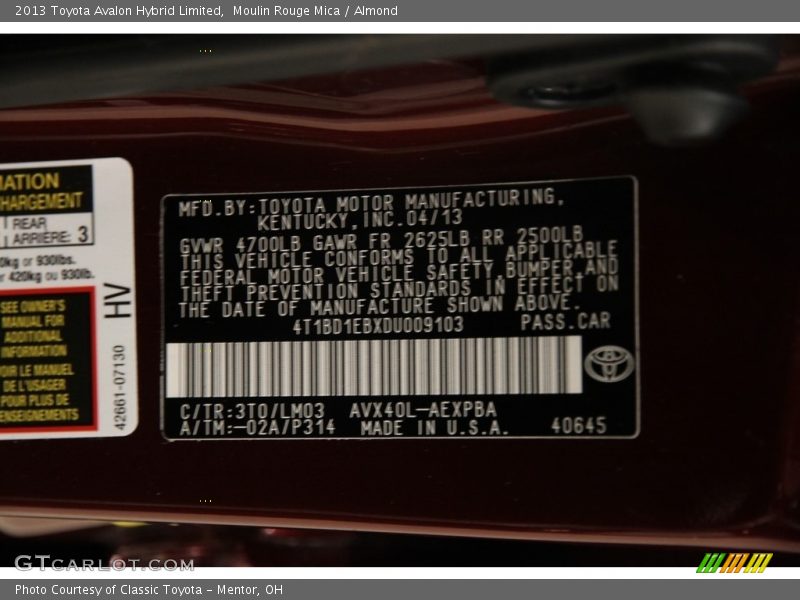 2013 Toyota Avalon Hybrid Limited,  Moulin Rouge Mica / Almond
MATION
HARGEMENT
REAR
ARRIÈRE: 3
0kg or 930lbs.
r 420kg ou 930lb.
SEE OWNER'S
MANUAL FOR
ADDITIONAL
INFORMATION
VOIR LE MANUEL
DE L'USAGER
POUR PLUS DE
RENSEIGNEMENTS
HV
42661-07130
MFD.BY:TOYOTA MOTOR MANUFACTURING,
KENTUCKY,INC.04/13
GVWR 4700LB GAWR FR 2625LB RR 2500LB
THIS VEHICLE CONFORMS TO ALL APPLICABLE
FEDERAL MOTOR VEHICLE SAFETY,BUMPER,AND
THEFT PREVENTION STANDARDS IN EFFECT ON
THE DATE OF MANUFACTURE SHOWN ABOVE.
4T1BD1EBXDU009103 PASS.CAR
C/TR:3T0/LM03 AVX40L-AEXPBA
A/TM:-02A/P314 MADE IN U.S.A. 40645
GTCARLOT.COM
Photo Courtesy of Classic Toyota - Mentor, OH